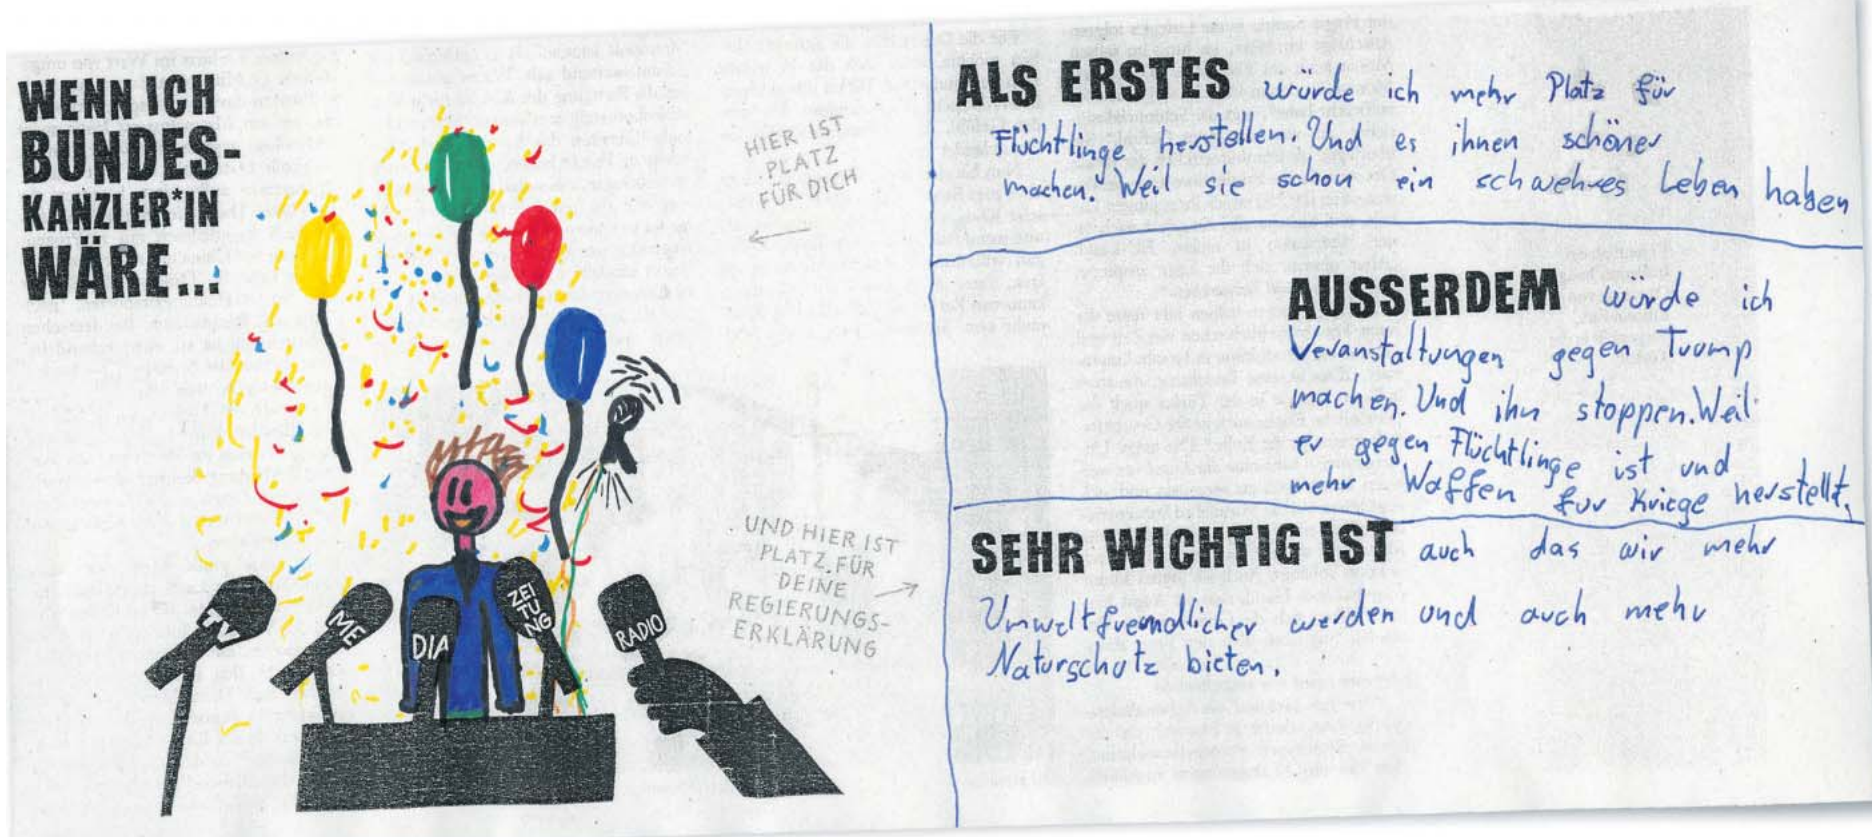 WENN ICH
BUNDES-
KANZLER*IN
WÄRE...
HIER IST
PLATZ
FÜR DICH
TV
ME
DIA
ZEI
TU
NG
RADIO
UND HIER IST
PLATZ FÜR
DEINE
REGIERUNGS-
ERKLÄRUNG
ALS ERSTES würde ich mehr Platz für
Flüchtlinge herstellen. Und es ihnen schöner
machen. Weil sie schon ein schwehres Leben haben
AUSSERDEM würde ich
Veranstaltungen gegen Trump
machen. Und ihn stoppen. Weil
er gegen Flüchtlinge ist und
mehr Waffen für Kriege herstellt.
SEHR WICHTIG IST auch das wir mehr
Umweltfreundlicher werden und auch mehr
Naturschutz bieten.